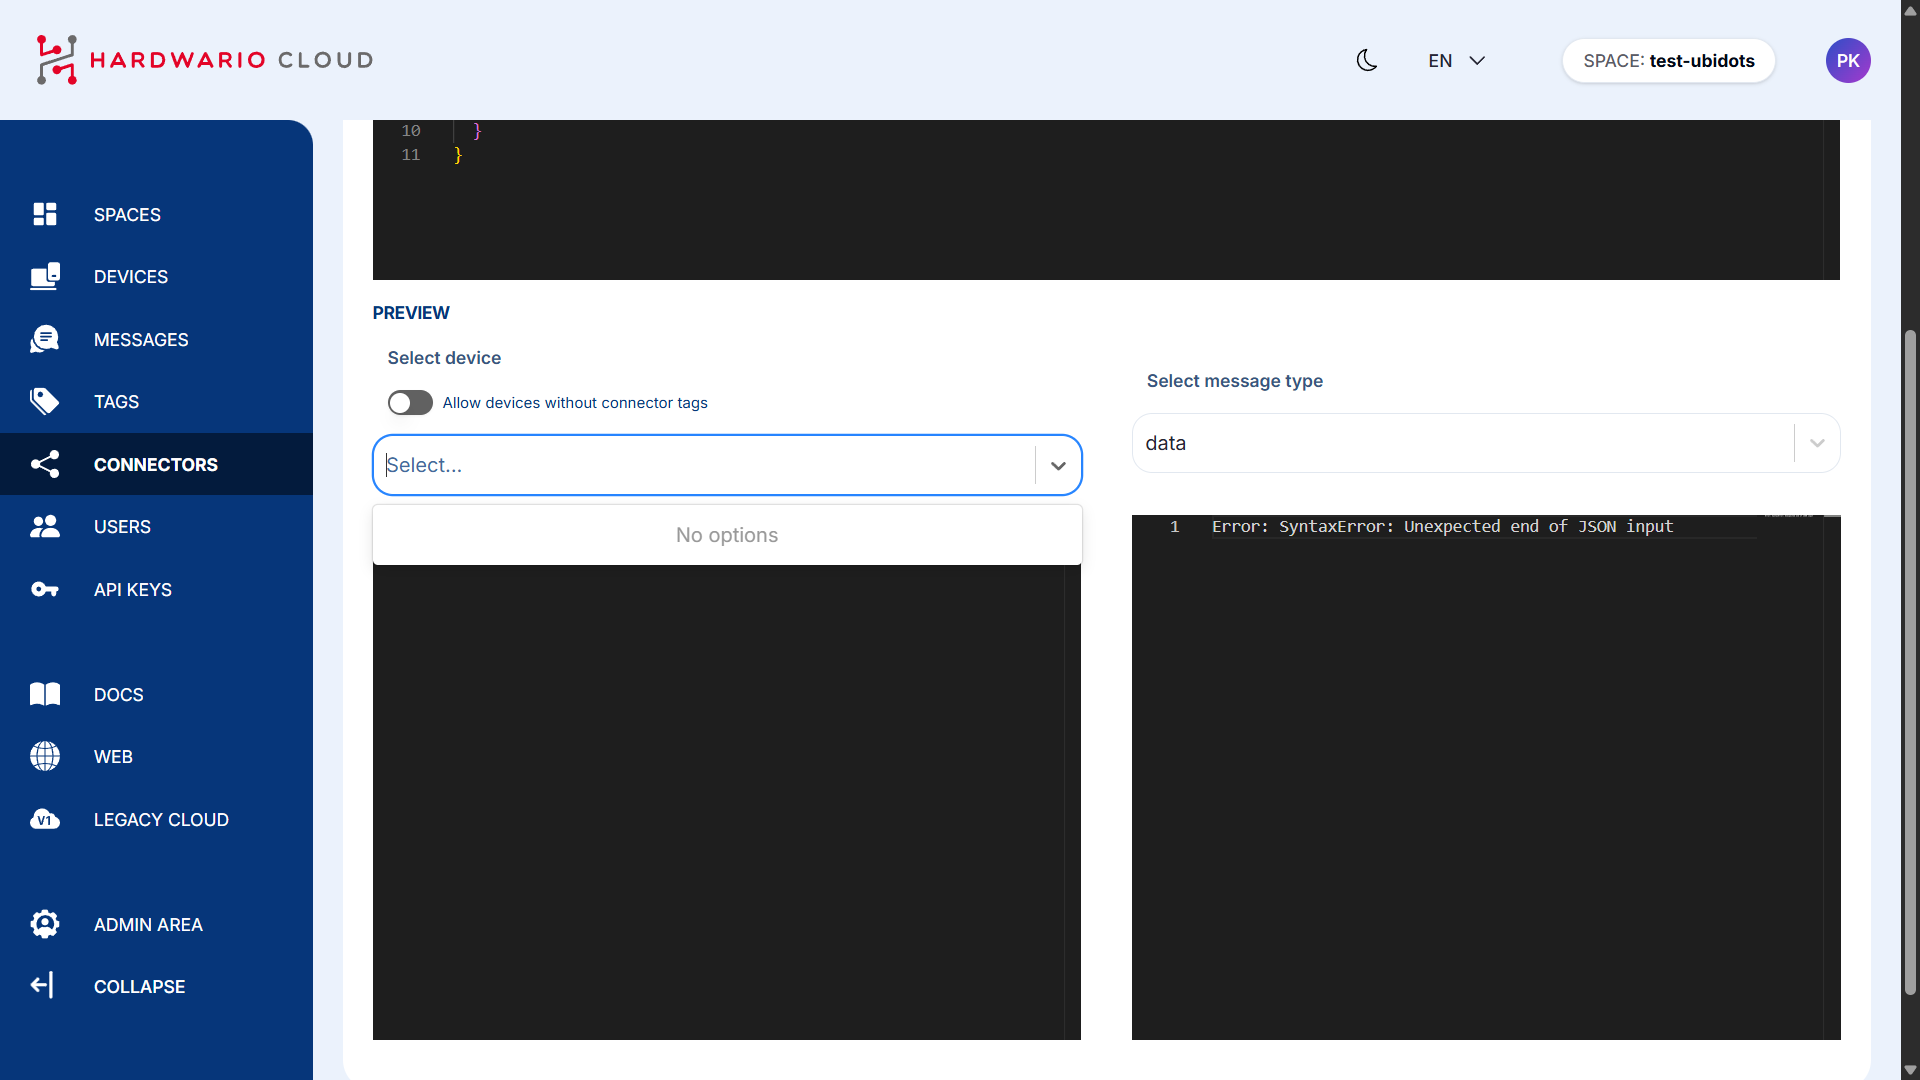 HARDWARIO CLOUD
EN
SPACE: test-ubidots
PK
SPACES
DEVICES
MESSAGES
TAGS
CONNECTORS
USERS
API KEYS
DOCS
WEB
V1
LEGACY CLOUD
ADMIN AREA
COLLAPSE
10 }
11 }
PREVIEW
Select device
Allow devices without connector tags
Select...
No options
Select message type
data
1 Error: SyntaxError: Unexpected end of JSON input